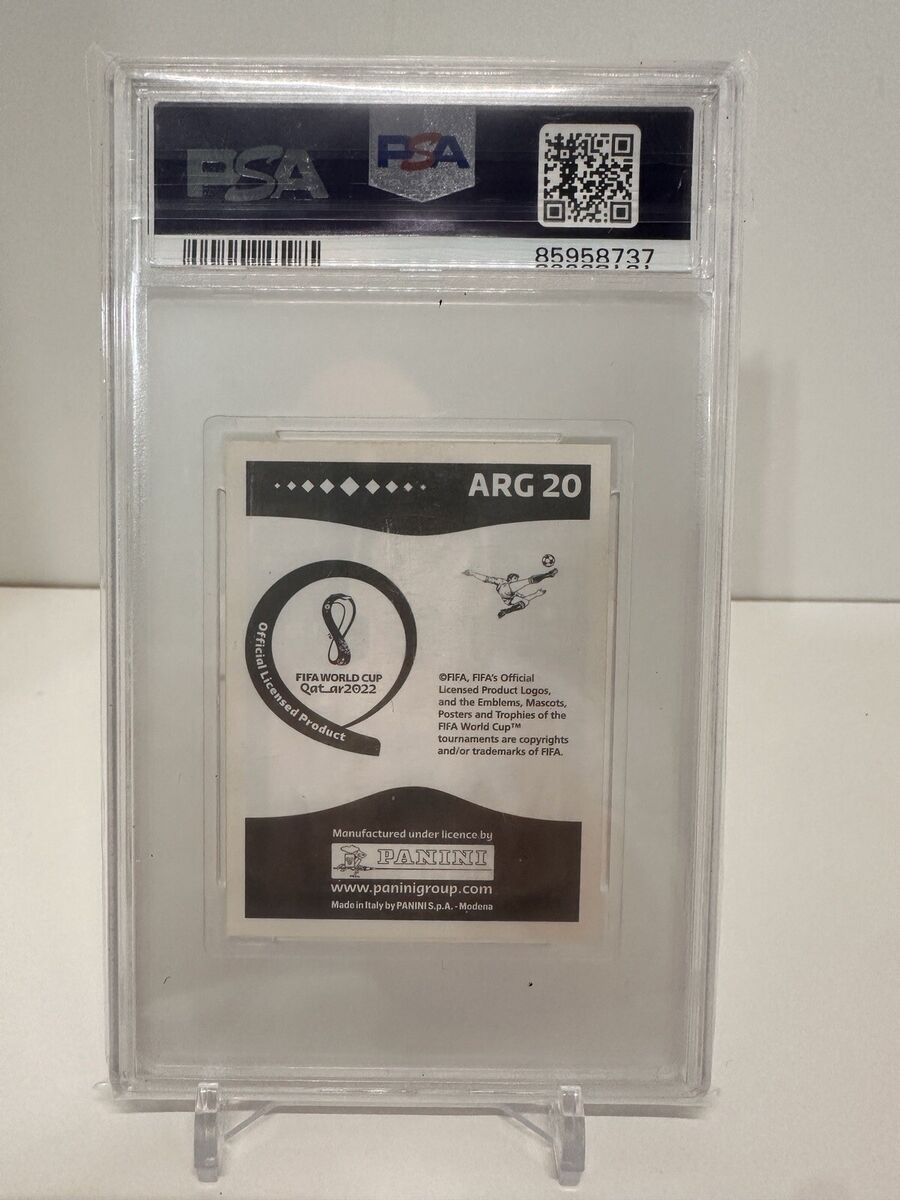 PSA
PSA
85958737
ARG 20
Official Licensed Product
FIFA WORLD CUP
Qatar2022
©FIFA, FIFA's Official
Licensed Product Logos,
and the Emblems, Mascots,
Posters and Trophies of the
FIFA World Cup™
tournaments are copyrights
and/or trademarks of FIFA.
Manufactured under licence by
PANINI
www.paninigroup.com
Made in Italy by PANINI S.p.A. - Modena